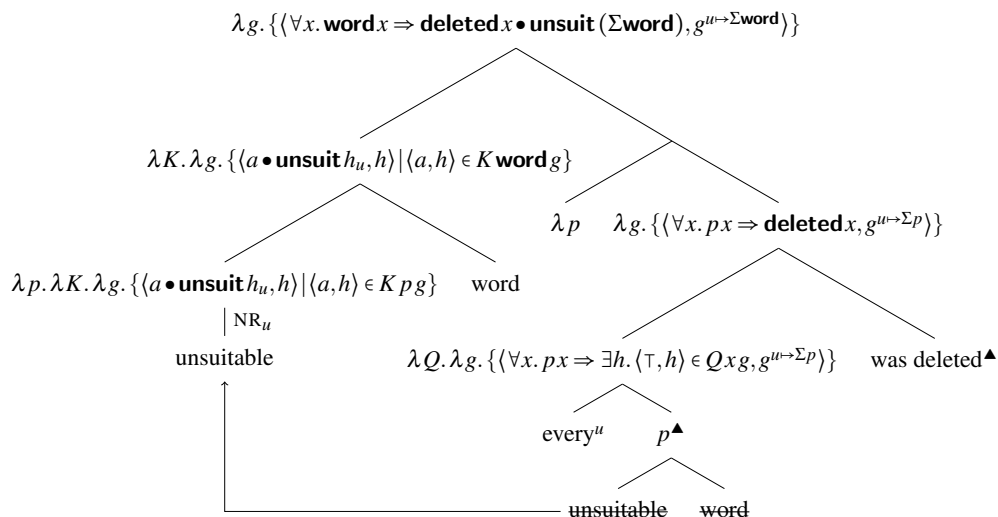 λg. {⟨∀x. word x ⇒ deleted x • unsuit (Σword), g^{u↦Σword}⟩}
λK. λg. {⟨a • unsuit h_u, h⟩ | ⟨a, h⟩ ∈ K word g}
λp λg. {⟨∀x. p x ⇒ deleted x, g^{u↦Σp}⟩}
λp. λK. λg. {⟨a • unsuit h_u, h⟩ | ⟨a, h⟩ ∈ K p g} word
NR_u
unsuitable λQ. λg. {⟨∀x. p x ⇒ ∃h. ⟨⊤, h⟩ ∈ Q x g, g^{u↦Σp}⟩} was deleted▲
every^u p▲
unsuitable word